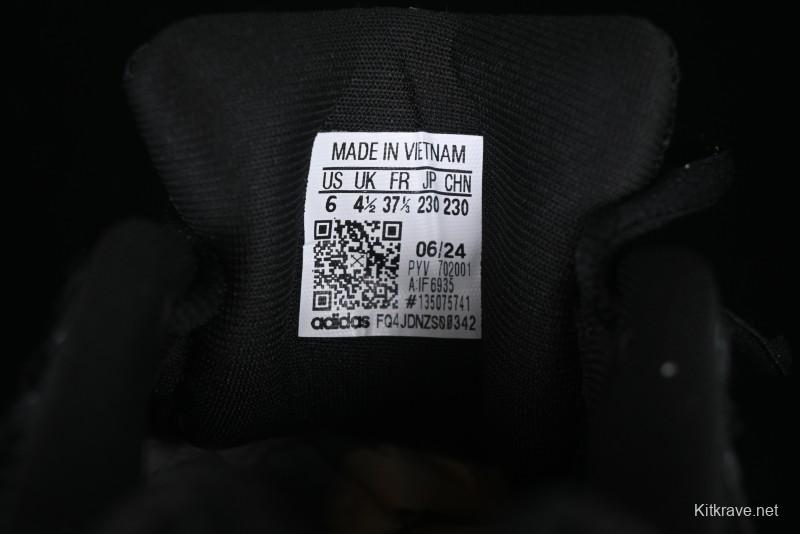 MADE IN VIETNAM
US UK FR JP CHN
6 4½ 37⅓ 230 230
06/24
PYV 702001
A:IF6935
#135075741
adidas FQ4JDNZS60342
Kitkrave.net